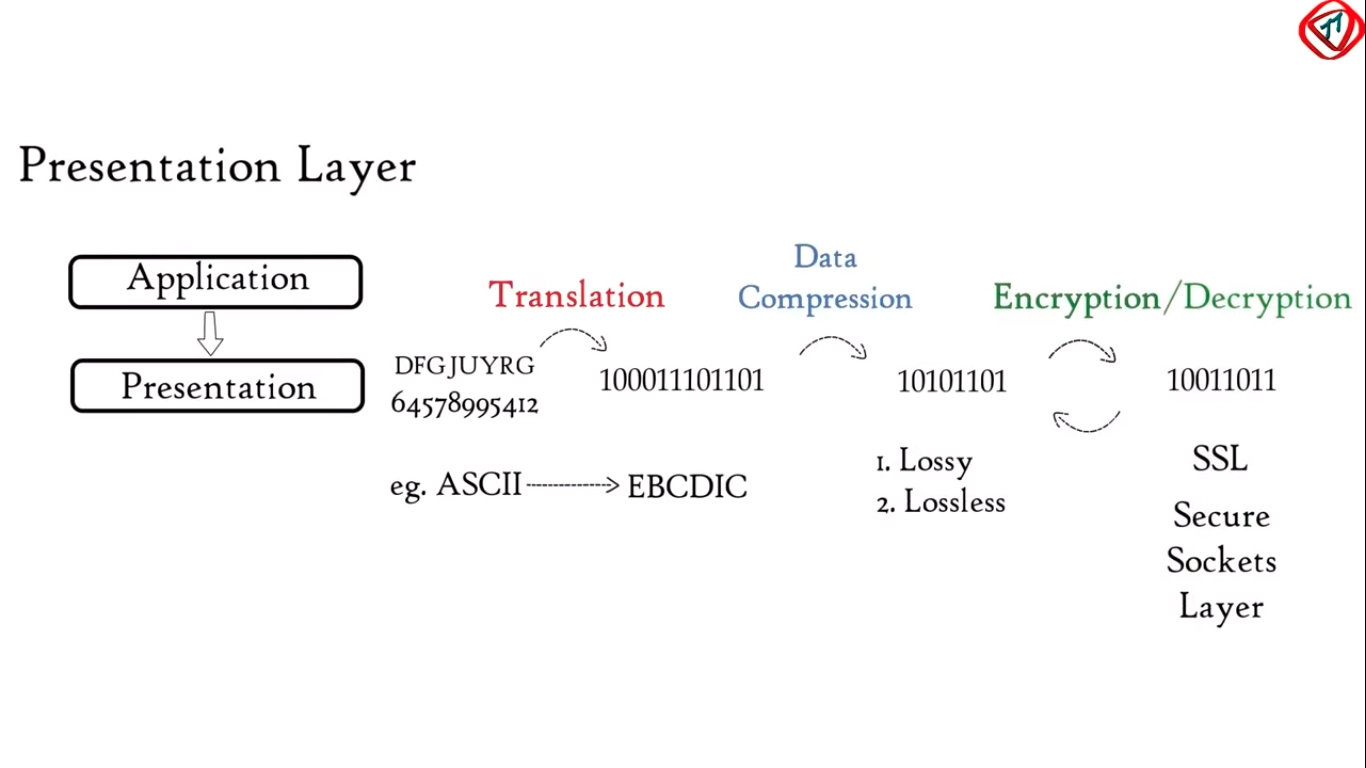 Presentation Layer
Application
Presentation
DFGJUYRG
64578995412
Translation
100011101101
eg. ASCII
EBCDIC
Data
Compression
10101101
1. Lossy
2. Lossless
Encryption/Decryption
10011011
SSL
Secure
Sockets
Layer